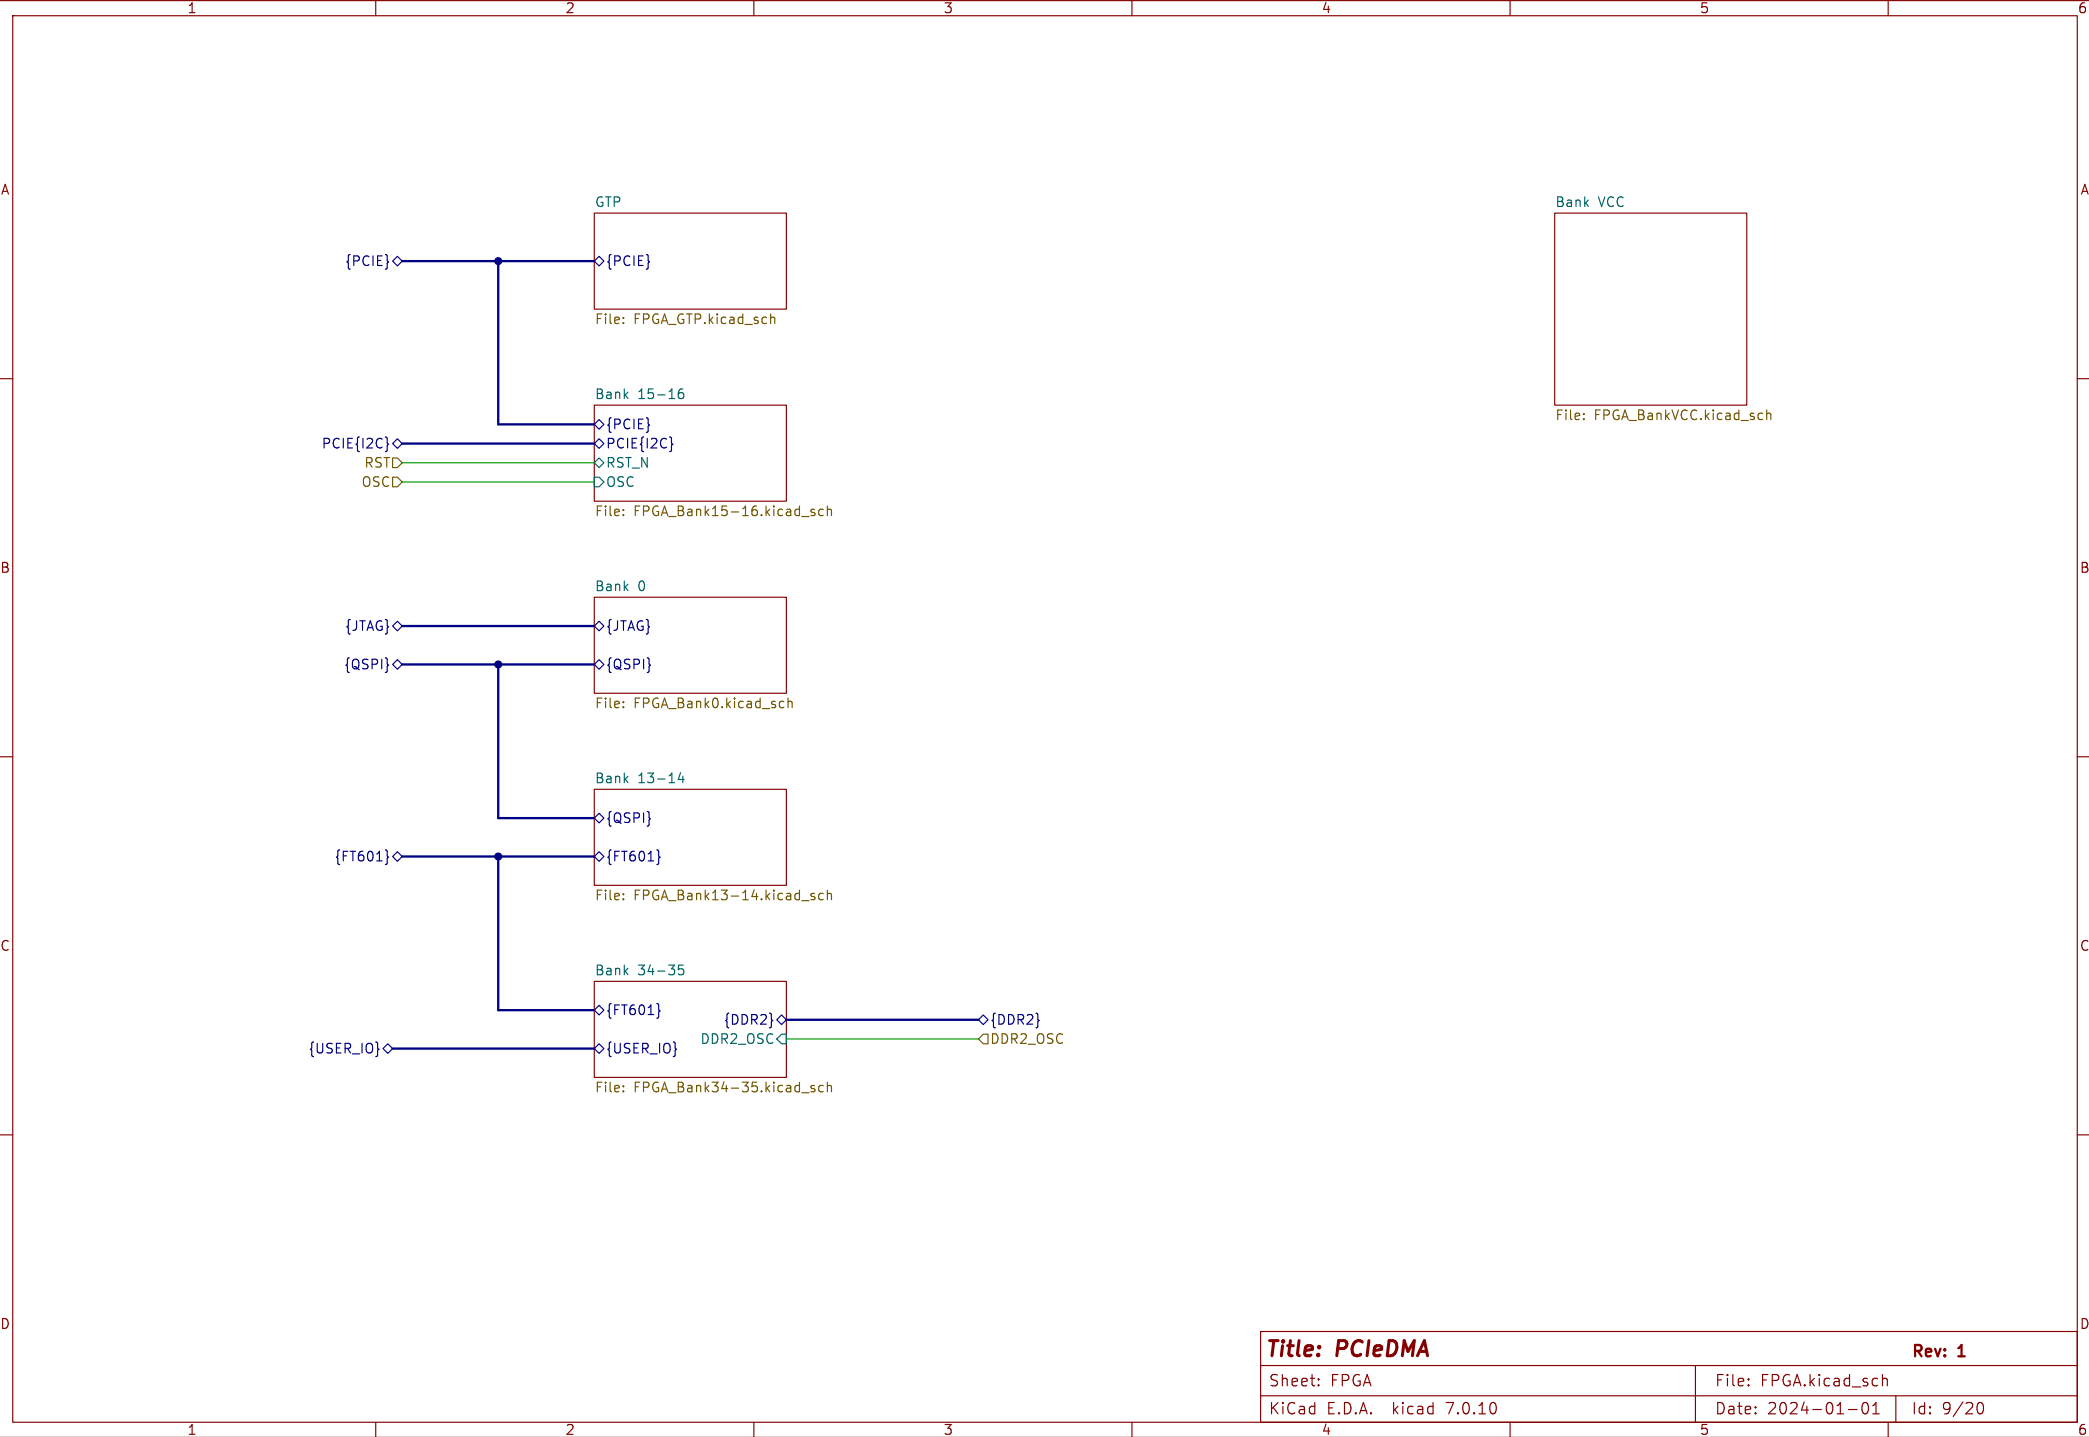 1 2 3 4 5 6
A A
GTP
{PCIE} {PCIE}
File: FPGA_GTP.kicad_sch
Bank VCC
File: FPGA_BankVCC.kicad_sch
Bank 15-16
{PCIE}
PCIE{I2C} PCIE{I2C}
RST RST_N
OSC OSC
File: FPGA_Bank15-16.kicad_sch
B B
Bank 0
{JTAG} {JTAG}
{QSPI} {QSPI}
File: FPGA_Bank0.kicad_sch
Bank 13-14
{QSPI}
{FT601} {FT601}
File: FPGA_Bank13-14.kicad_sch
C C
Bank 34-35
{FT601}
{DDR2} {DDR2}
DDR2_OSC DDR2_OSC
{USER_IO} {USER_IO}
File: FPGA_Bank34-35.kicad_sch
D D
Title: PCIeDMA Rev: 1
Sheet: FPGA File: FPGA.kicad_sch
KiCad E.D.A. kicad 7.0.10 Date: 2024-01-01 Id: 9/20
1 2 3 4 5 6